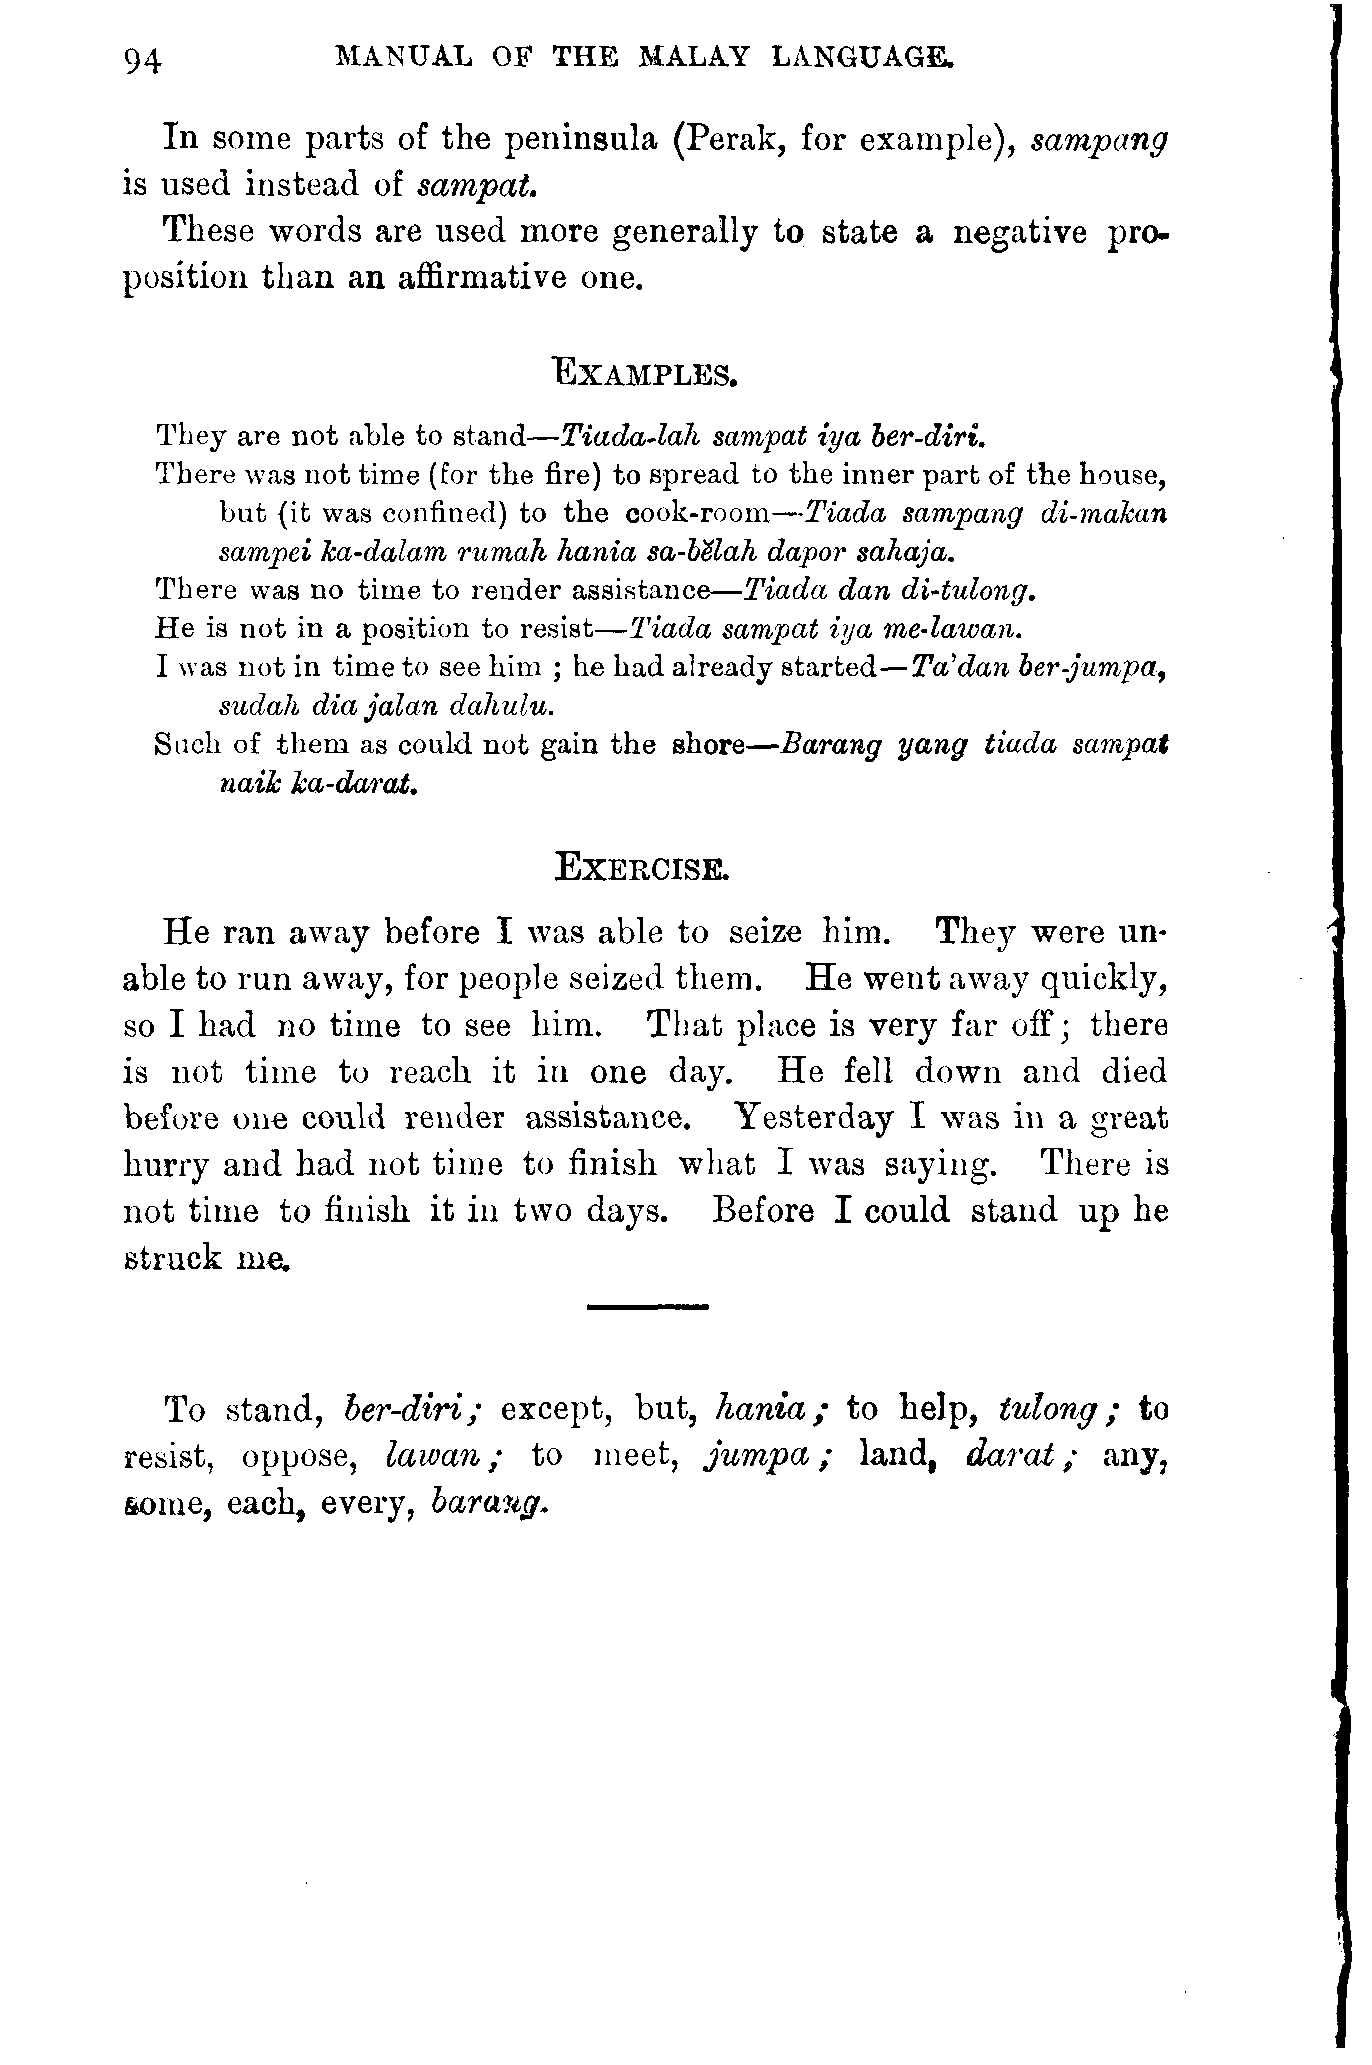 94 MANUAL OF THE MALAY LANGUAGE.
In some parts of the peninsula (Perak, for example), sampang
is used instead of sampat.
These words are used more generally to state a negative pro-
position than an affirmative one.
EXAMPLES.
They are not able to stand—Tiada-lah sampat iya ber-diri.
There was not time (for the fire) to spread to the inner part of the house,
but (it was confined) to the cook-room—Tiada sampang di-makan
sampei ka-dalam rumah hania sa-bĕlah dapor sahaja.
There was no time to render assistance—Tiada dan di-tulong.
He is not in a position to resist—Tiada sampat iya me-lawan.
I was not in time to see him ; he had already started—Ta'dan ber-jumpa,
sudah dia jalan dahulu.
Such of them as could not gain the shore—Barang yang tiada sampat
naik ka-darat.
EXERCISE.
He ran away before I was able to seize him. They were un-
able to run away, for people seized them. He went away quickly,
so I had no time to see him. That place is very far off; there
is not time to reach it in one day. He fell down and died
before one could render assistance. Yesterday I was in a great
hurry and had not time to finish what I was saying. There is
not time to finish it in two days. Before I could stand up he
struck me.
To stand, ber-diri; except, but, hania; to help, tulong; to
resist, oppose, lawan; to meet, jumpa; land, darat; any,
some, each, every, barang.